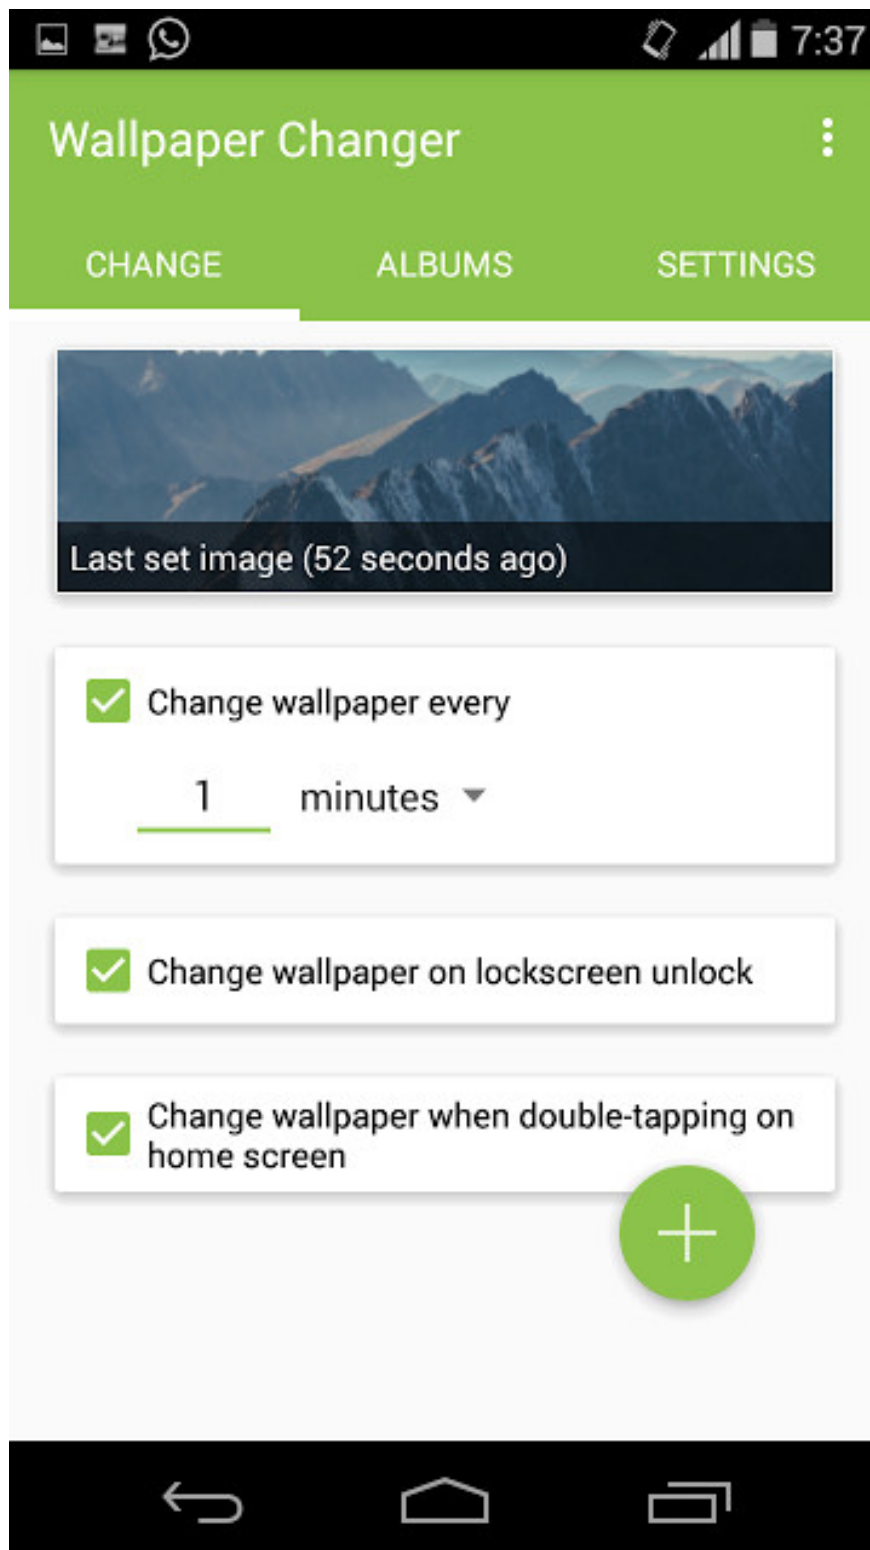 7:37
Wallpaper Changer
CHANGE ALBUMS SETTINGS
Last set image (52 seconds ago)
Change wallpaper every
1 minutes
Change wallpaper on lockscreen unlock
Change wallpaper when double-tapping on
home screen